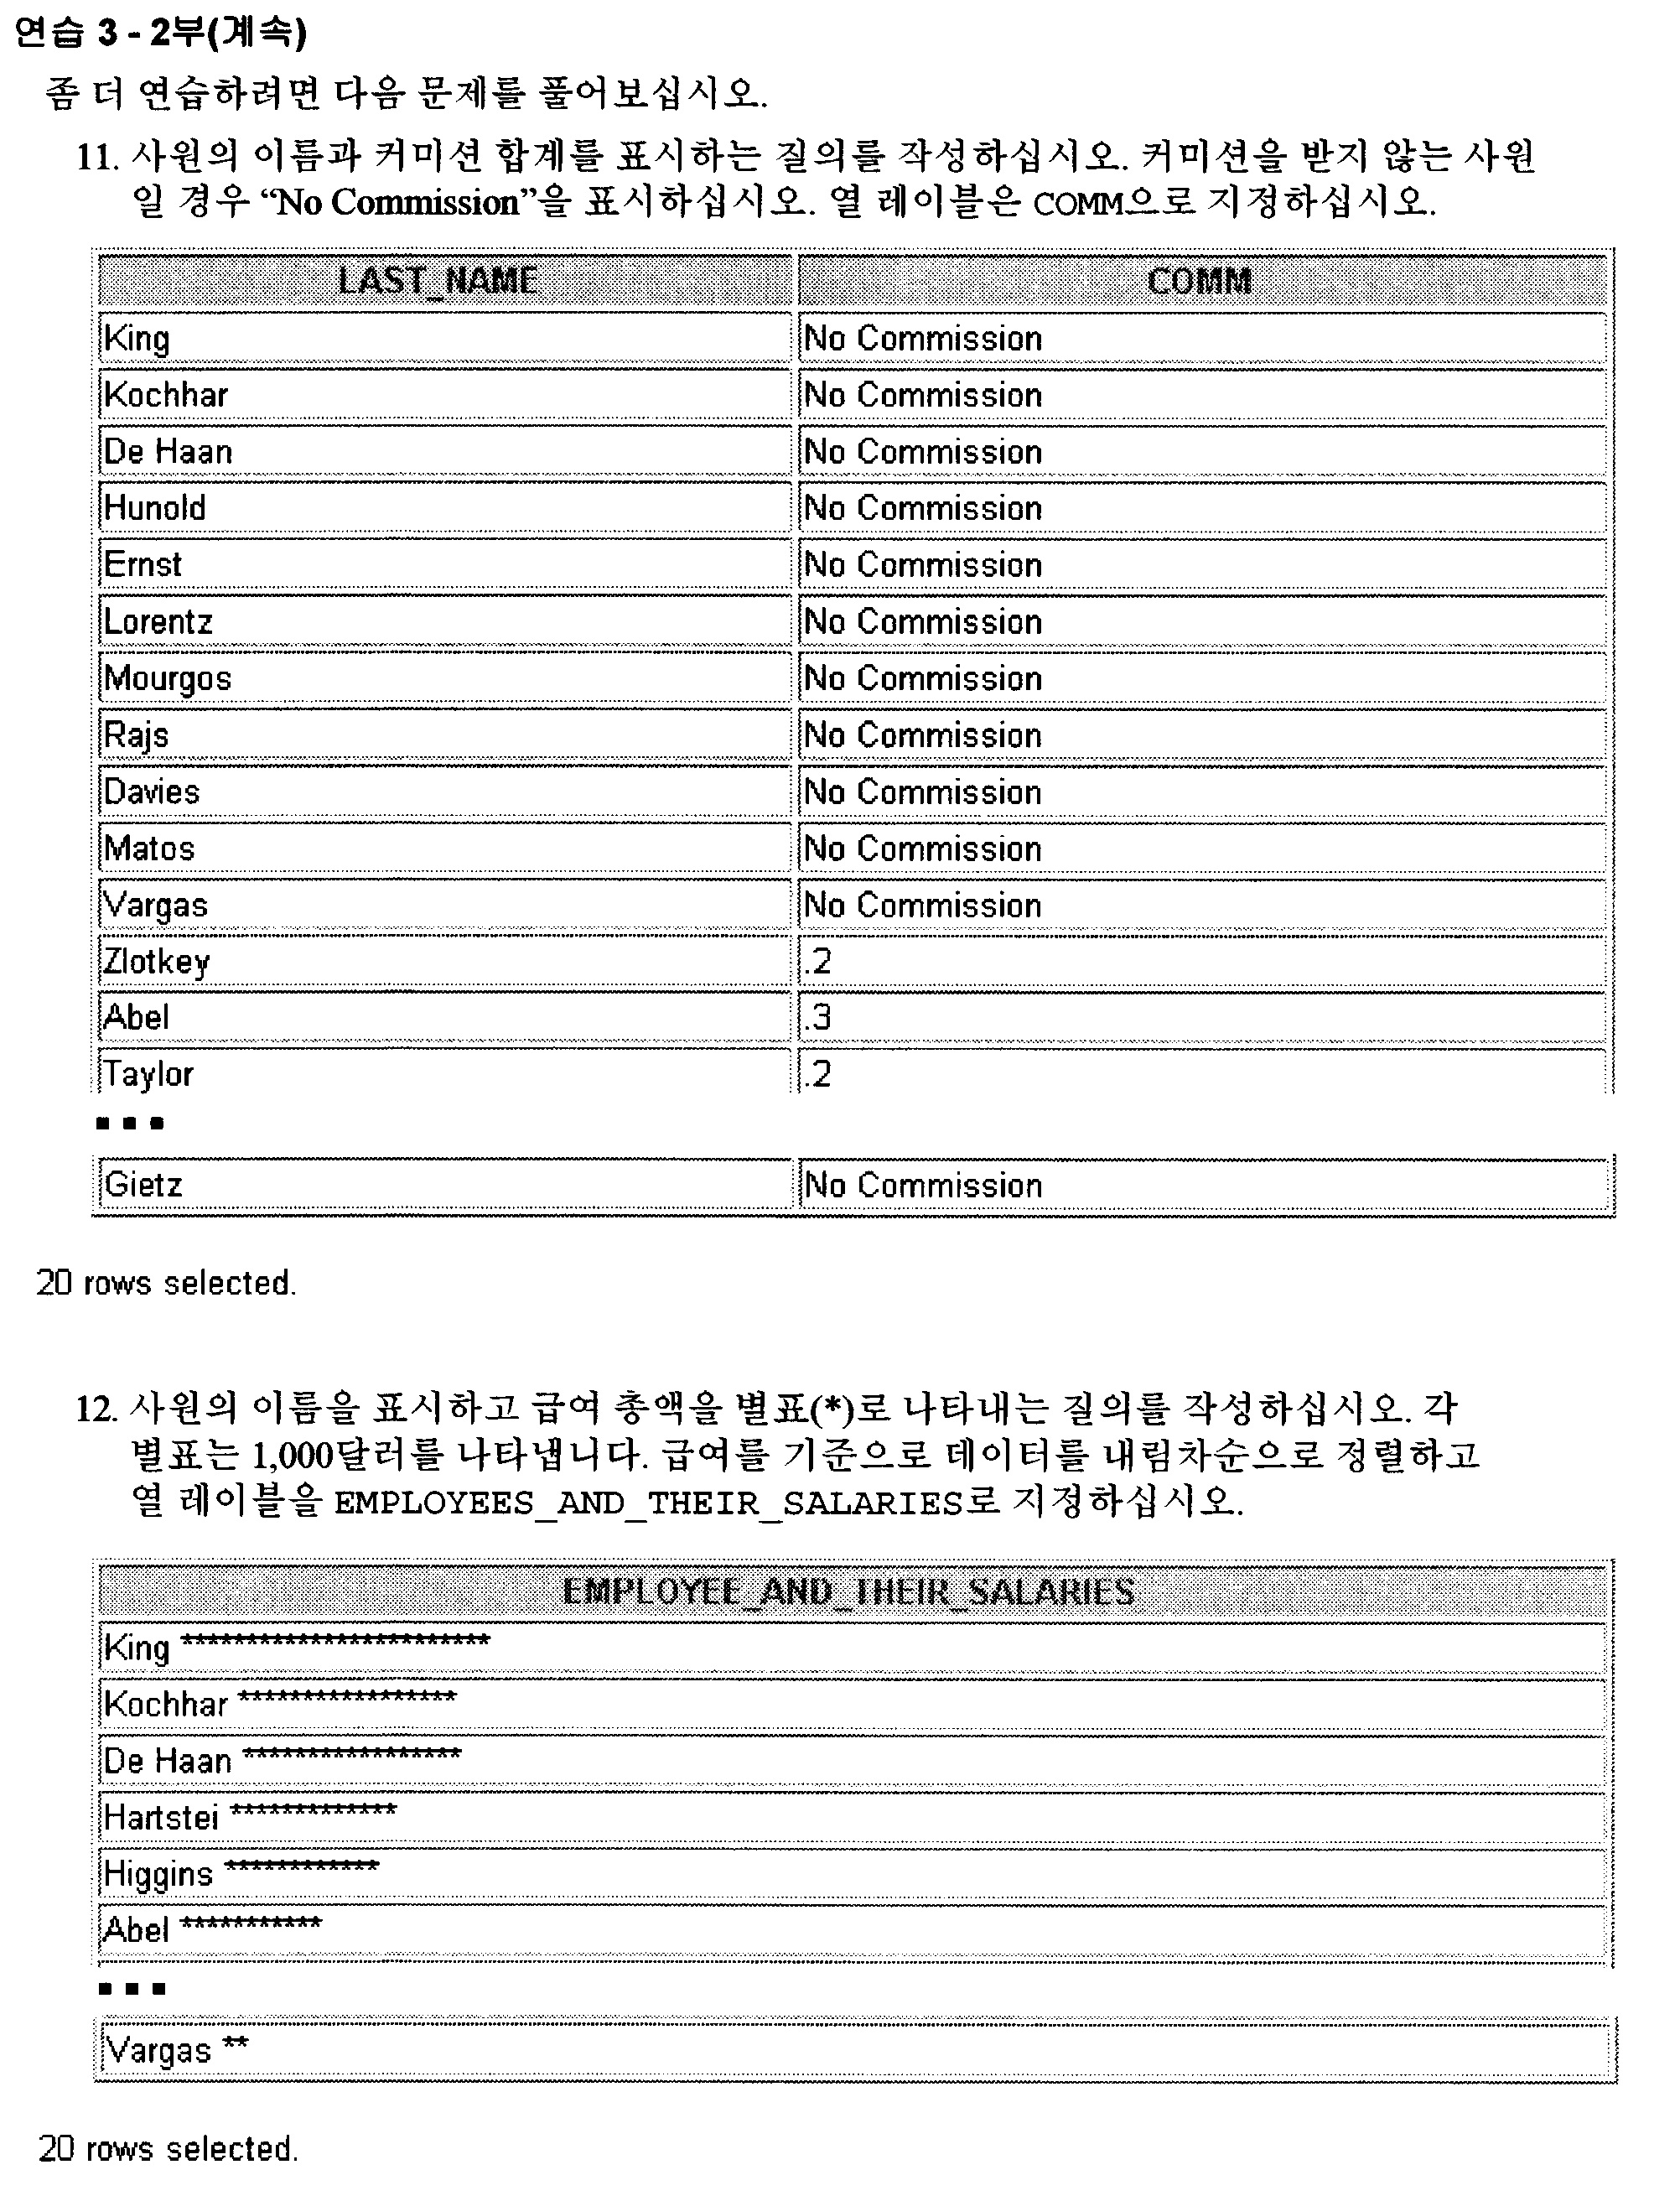 연습 3 - 2부(계속)
좀 더 연습하려면 다음 문제를 풀어보십시오.
11. 사원의 이름과 커미션 합계를 표시하는 질의를 작성하십시오. 커미션을 받지 않는 사원
일 경우 “No Commission”을 표시하십시오. 열 레이블은 COMM으로 지정하십시오.
LAST_NAME COMM
King No Commission
Kochhar No Commission
De Haan No Commission
Hunold No Commission
Ernst No Commission
Lorentz No Commission
Mourgos No Commission
Rajs No Commission
Davies No Commission
Matos No Commission
Vargas No Commission
Zlotkey .2
Abel .3
Taylor .2
...
Gietz No Commission
20 rows selected.
12. 사원의 이름을 표시하고 급여 총액을 별표(*)로 나타내는 질의를 작성하십시오. 각
별표는 1,000달러를 나타냅니다. 급여를 기준으로 데이터를 내림차순으로 정렬하고
열 레이블을 EMPLOYEES_AND_THEIR_SALARIES로 지정하십시오.
EMPLOYEE_AND_THEIR_SALARIES
King ************************
Kochhar *****************
De Haan *****************
Hartstei *************
Higgins ************
Abel ***********
...
Vargas **
20 rows selected.